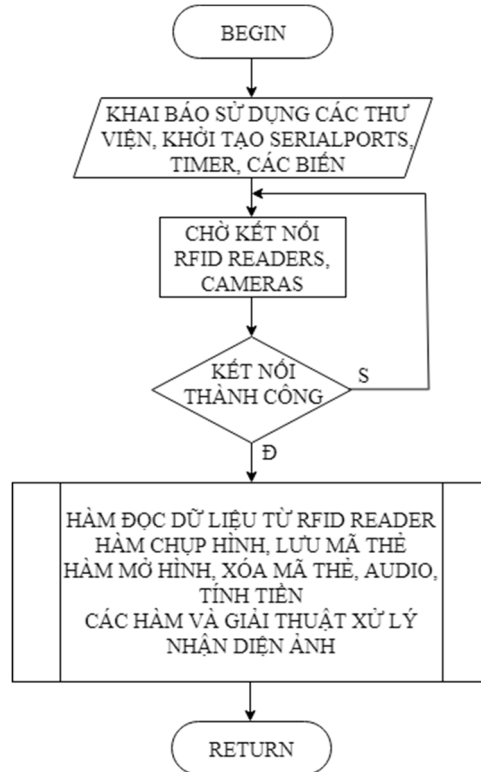 BEGIN
KHAI BÁO SỬ DỤNG CÁC THƯ
VIỆN, KHỞI TẠO SERIALPORTS,
TIMER, CÁC BIẾN
CHỜ KẾT NỐI
RFID READERS,
CAMERAS
KẾT NỐI
THÀNH CÔNG
S
Đ
HÀM ĐỌC DỮ LIỆU TỪ RFID READER
HÀM CHỤP HÌNH, LƯU MÃ THẺ
HÀM MỞ HÌNH, XÓA MÃ THẺ, AUDIO,
TÍNH TIỀN
CÁC HÀM VÀ GIẢI THUẬT XỬ LÝ
NHẬN DIỆN ẢNH
RETURN